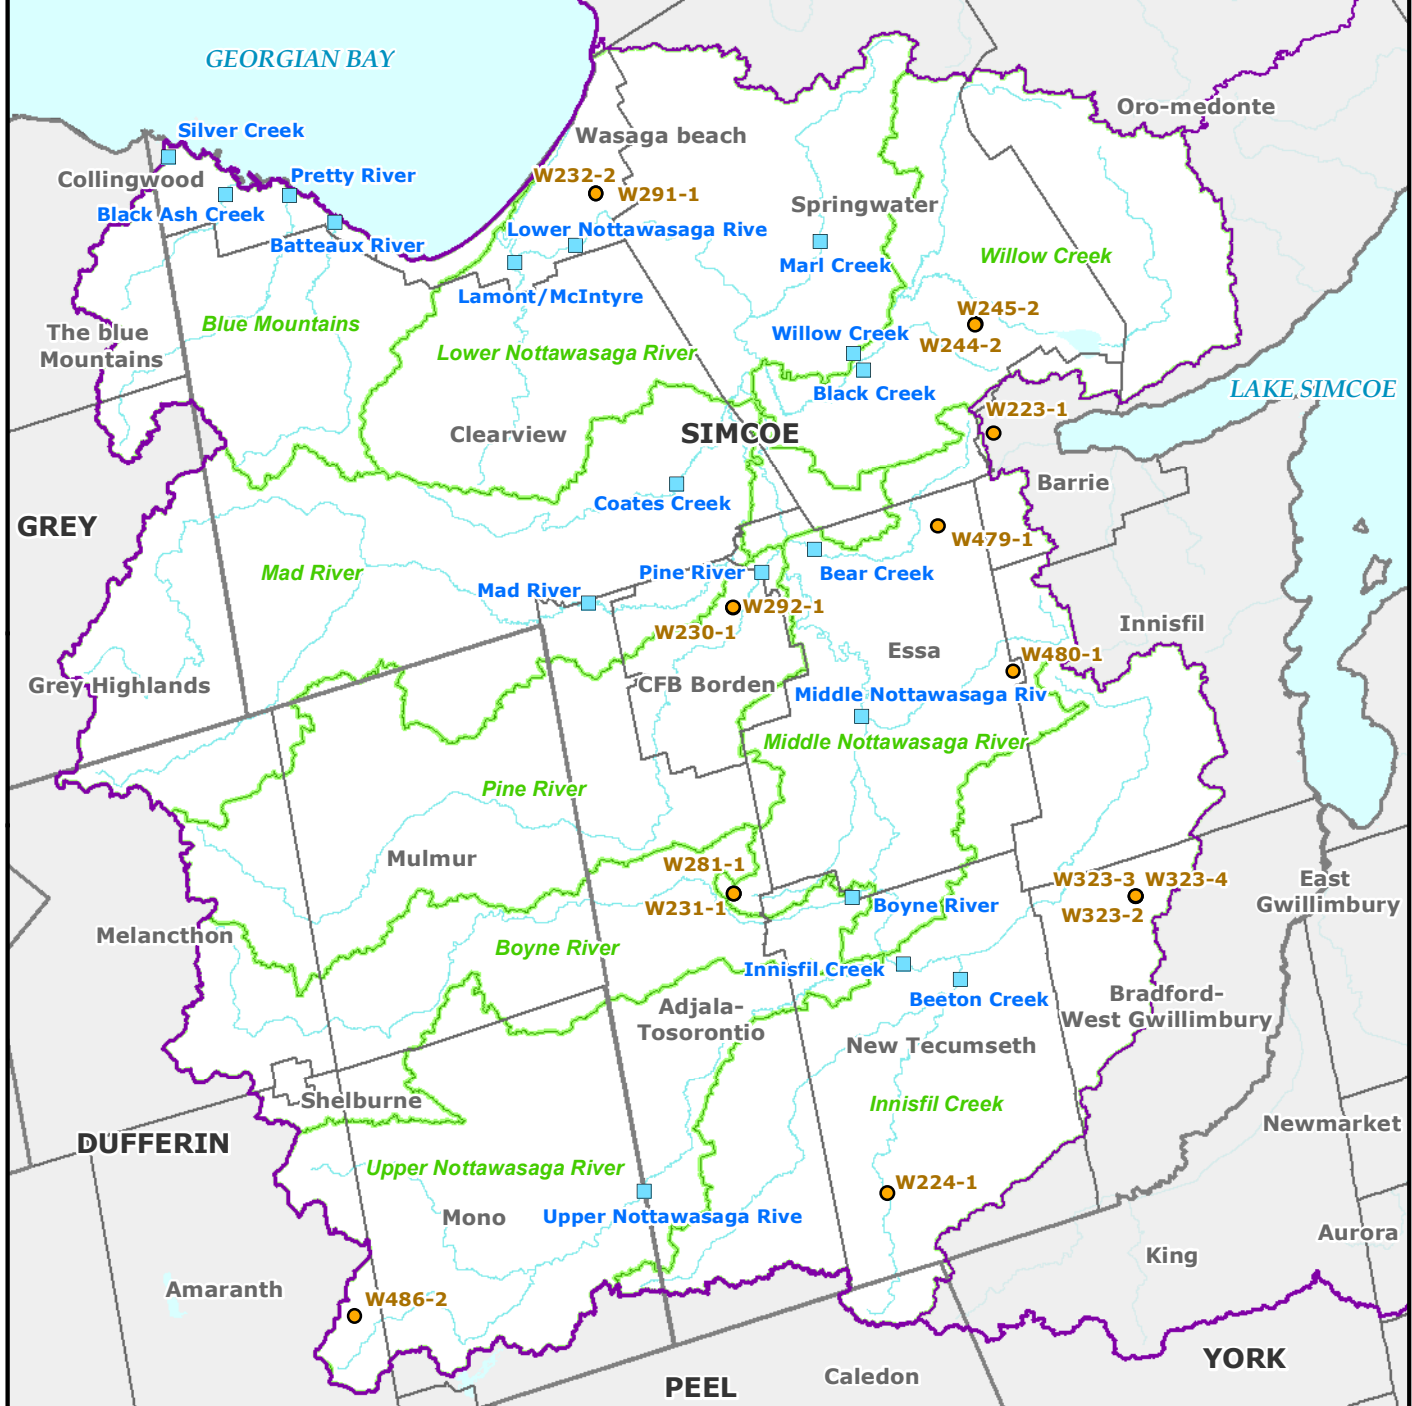 GEORGIAN BAY
Oro-medonte
Silver Creek
Wasaga beach
Collingwood
Pretty River
W232-2
W291-1
Black Ash Creek
Springwater
Batteaux River
Lower Nottawasaga Rive
Willow Creek
Marl Creek
Lamont/McIntyre
W245-2
The blue
Mountains
Blue Mountains
Willow Creek
W244-2
Lower Nottawasaga River
Black Creek
LAKE SIMCOE
W223-1
Clearview
SIMCOE
Barrie
Coates Creek
GREY
W479-1
Mad River
Pine River
Bear Creek
Mad River
W292-1
W230-1
Innisfil
Essa
W480-1
Grey Highlands
CFB Borden
Middle Nottawasaga Riv
Middle Nottawasaga River
Pine River
Mulmur
W281-1
W323-3
W323-4
East
Gwillimbury
W231-1
Boyne River
W323-2
Melancthon
Boyne River
Innisfil Creek
Beeton Creek
Bradford-
West Gwillimbury
Adjala-
Tosorontio
New Tecumseth
Shelburne
Innisfil Creek
Newmarket
DUFFERIN
Upper Nottawasaga River
W224-1
Mono
Upper Nottawasaga Rive
Aurora
King
Amaranth
W486-2
YORK
Caledon
PEEL